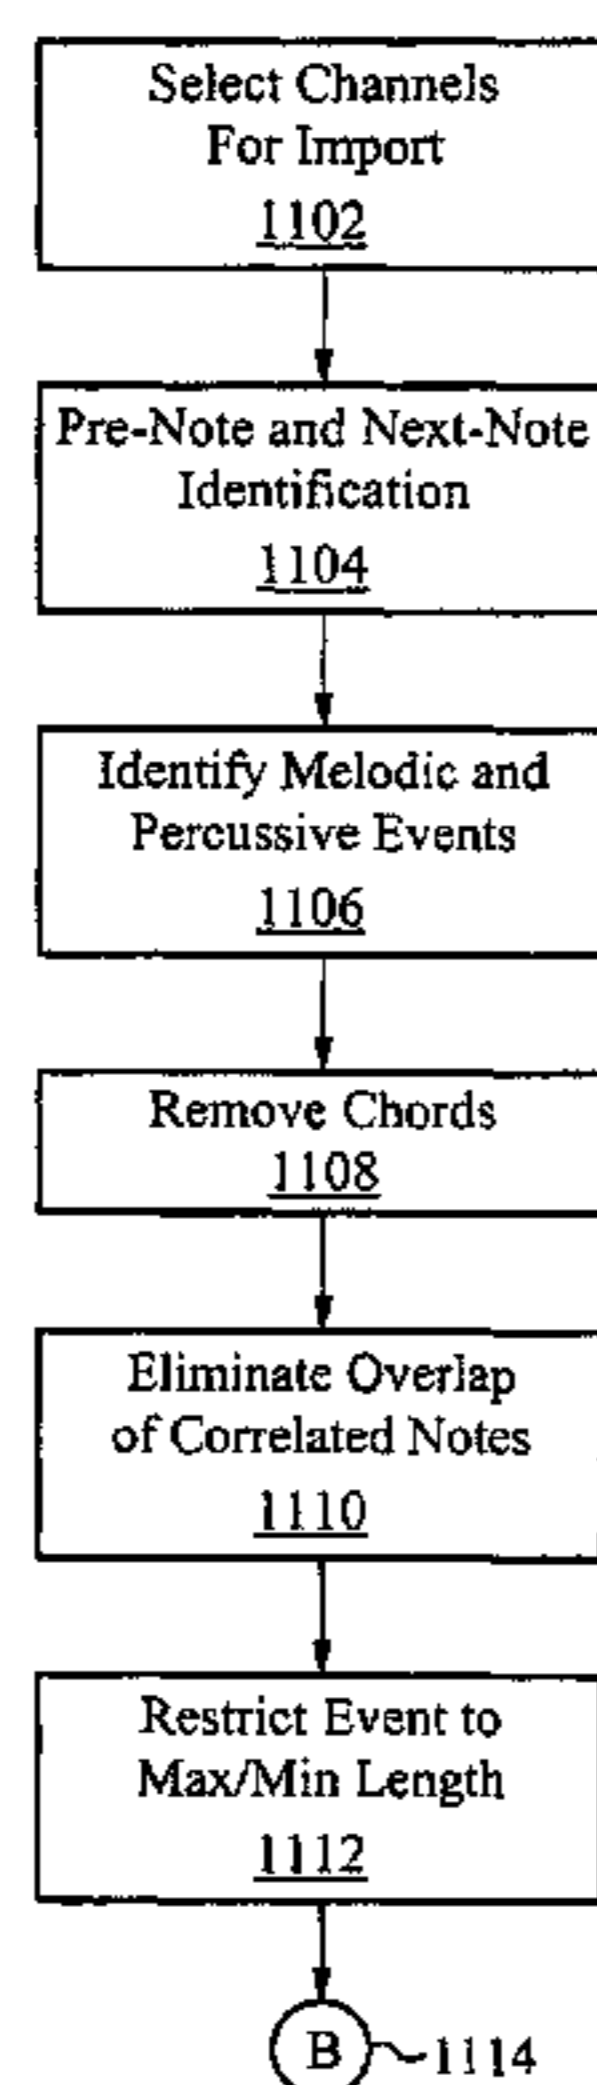 Select Channels
For Import
1102
Pre-Note and Next-Note
Identification
1104
Identify Melodic and
Percussive Events
1106
Remove Chords
1108
Eliminate Overlap
of Correlated Notes
1110
Restrict Event to
Max/Min Length
1112
B 1114